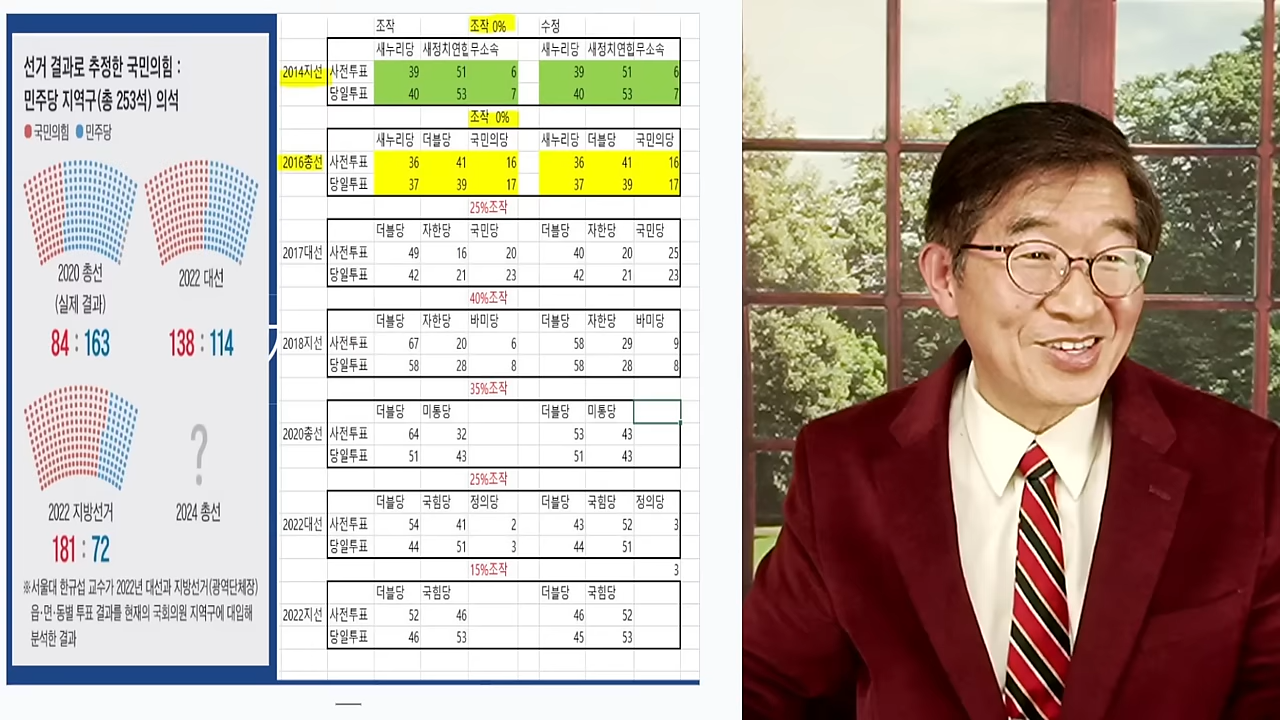 선거 결과로 추정한 국민의힘 :
민주당 지역구(총 253석) 의석
국민의힘 민주당
2020 총선
(실제 결과)
84 : 163
2022 대선
138 : 114
2022 지방선거
181 : 72
?
2024 총선
※서울대 한규섭 교수가 2022년 대선과 지방선거(광역단체장)
읍·면·동별 투표 결과를 현재의 국회의원 지역구에 대입해
분석한 결과
조작 조작 0% 수정
새누리당 새정치연합 무소속 새누리당 새정치연합 무소속
2014지선 사전투표 39 51 6 39 51 6
당일투표 40 53 7 40 53 7
조작 0%
새누리당 더블당 국민의당 새누리당 더블당 국민의당
2016총선 사전투표 36 41 16 36 41 16
당일투표 37 39 17 37 39 17
25%조작
더블당 자한당 국민당 더블당 자한당 국민당
2017대선 사전투표 49 16 20 40 20 25
당일투표 42 21 23 42 21 23
40%조작
더블당 자한당 바미당 더블당 자한당 바미당
2018지선 사전투표 67 20 6 58 29 9
당일투표 58 28 8 58 28 8
35%조작
더블당 미통당 더블당 미통당
2020총선 사전투표 64 32 53 43
당일투표 51 43 51 43
25%조작
더블당 국힘당 정의당 더블당 국힘당 정의당
2022대선 사전투표 54 41 2 43 52 3
당일투표 44 51 3 44 51
15%조작 3
더블당 국힘당 더블당 국힘당
2022지선 사전투표 52 46 46 52
당일투표 46 53 45 53